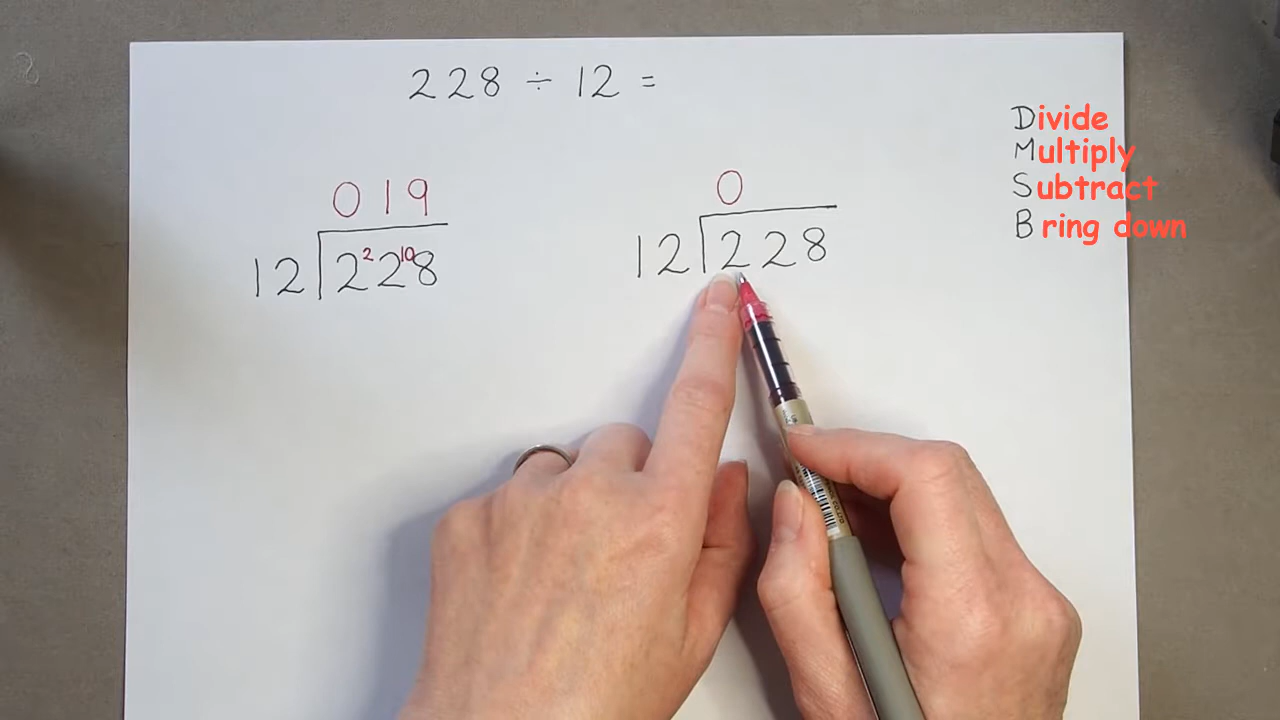 228 ÷ 12 =
Divide
Multiply
Subtract
Bring down
019
12 2²2¹⁰8
0
12 228